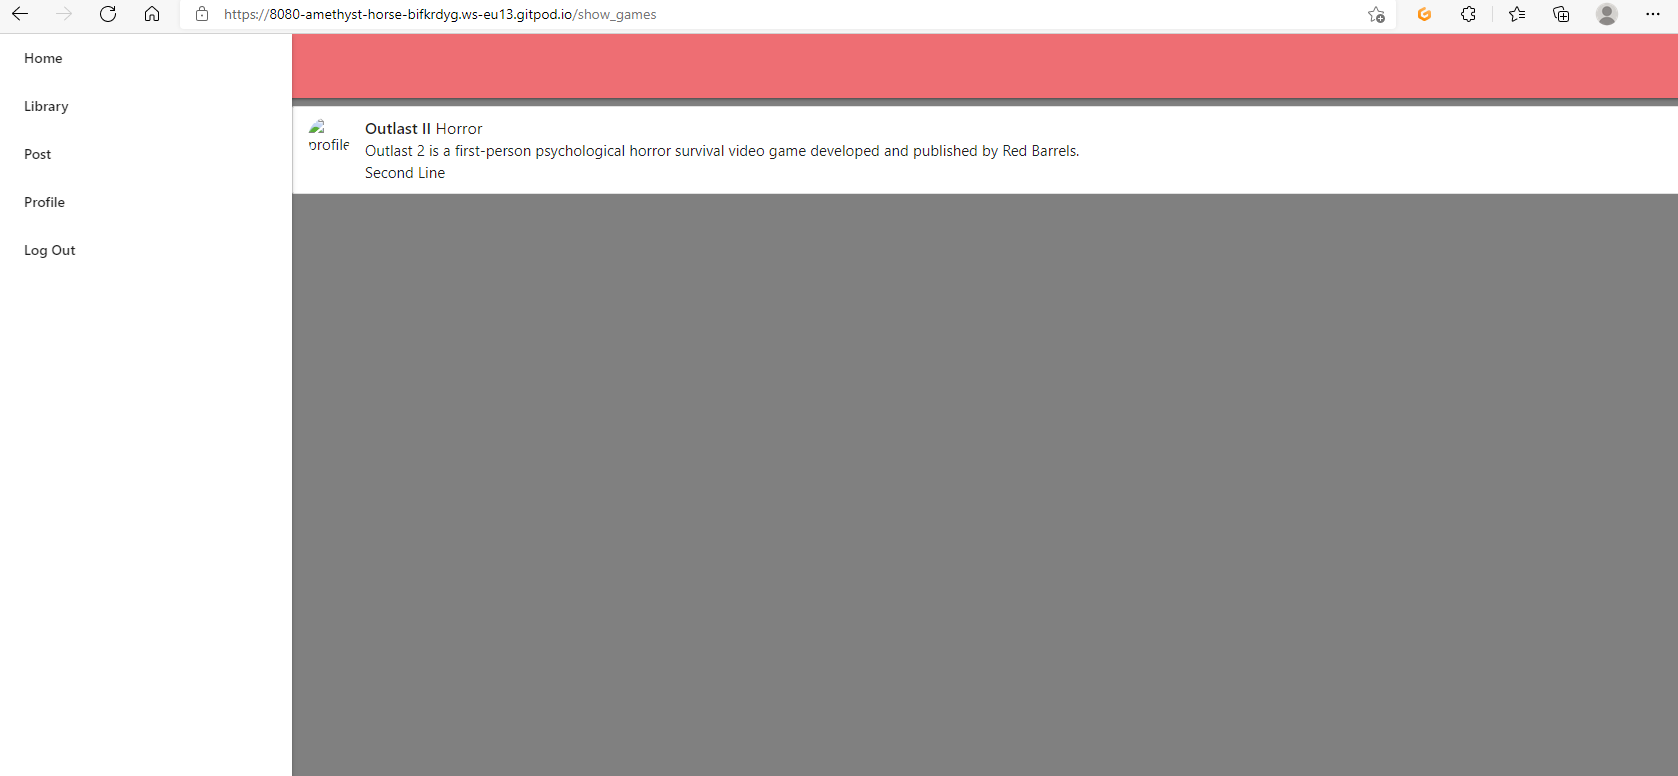 https://8080-amethyst-horse-bifkrdyg.ws-eu13.gitpod.io/show_games
Home
Library
Post
Profile
Log Out
profile
Outlast II Horror
Outlast 2 is a first-person psychological horror survival video game developed and published by Red Barrels.
Second Line